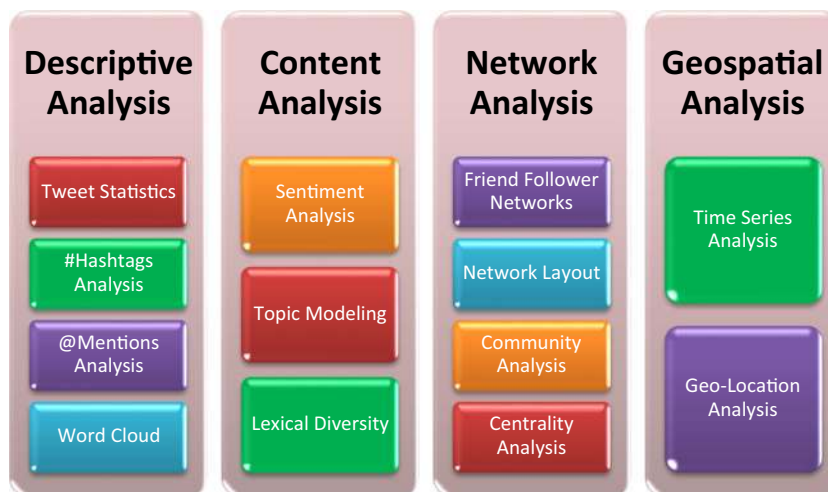 Descriptive
Analysis
Tweet Statistics
#Hashtags
Analysis
@Mentions
Analysis
Word Cloud
Content
Analysis
Sentiment
Analysis
Topic Modeling
Lexical Diversity
Network
Analysis
Friend Follower
Networks
Network Layout
Community
Analysis
Centrality
Analysis
Geospatial
Analysis
Time Series
Analysis
Geo-Location
Analysis